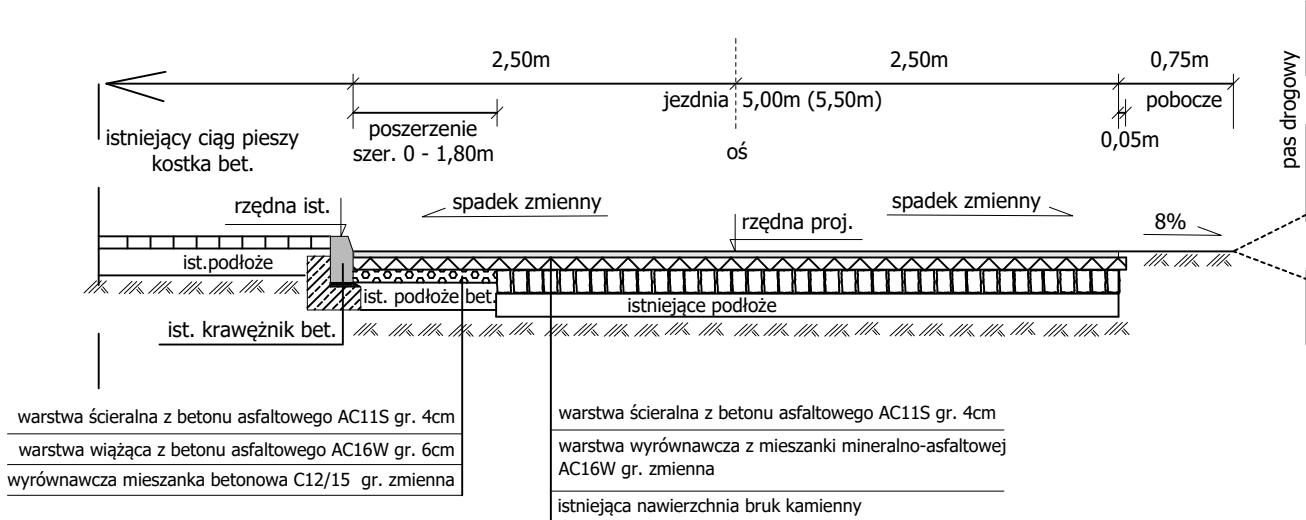 2,50m
2,50m
0,75m
jezdnia
5,00m (5,50m)
pobocze
pas drogowy
istniejący ciąg pieszy
kostka bet.
poszerzenie
szer. 0 - 1,80m
oś
0,05m
rzędna ist.
spadek zmienny
rzędna proj.
spadek zmienny
8%
ist.podłoże
ist. podłoże bet.
istniejące podłoże
ist. krawężnik bet.
warstwa ścieralna z betonu asfaltowego AC11S gr. 4cm
warstwa wiążąca z betonu asfaltowego AC16W gr. 6cm
wyrównawcza mieszanka betonowa C12/15 gr. zmienna
warstwa ścieralna z betonu asfaltowego AC11S gr. 4cm
warstwa wyrównawcza z mieszanki mineralno-asfaltowej
AC16W gr. zmienna
istniejąca nawierzchnia bruk kamienny